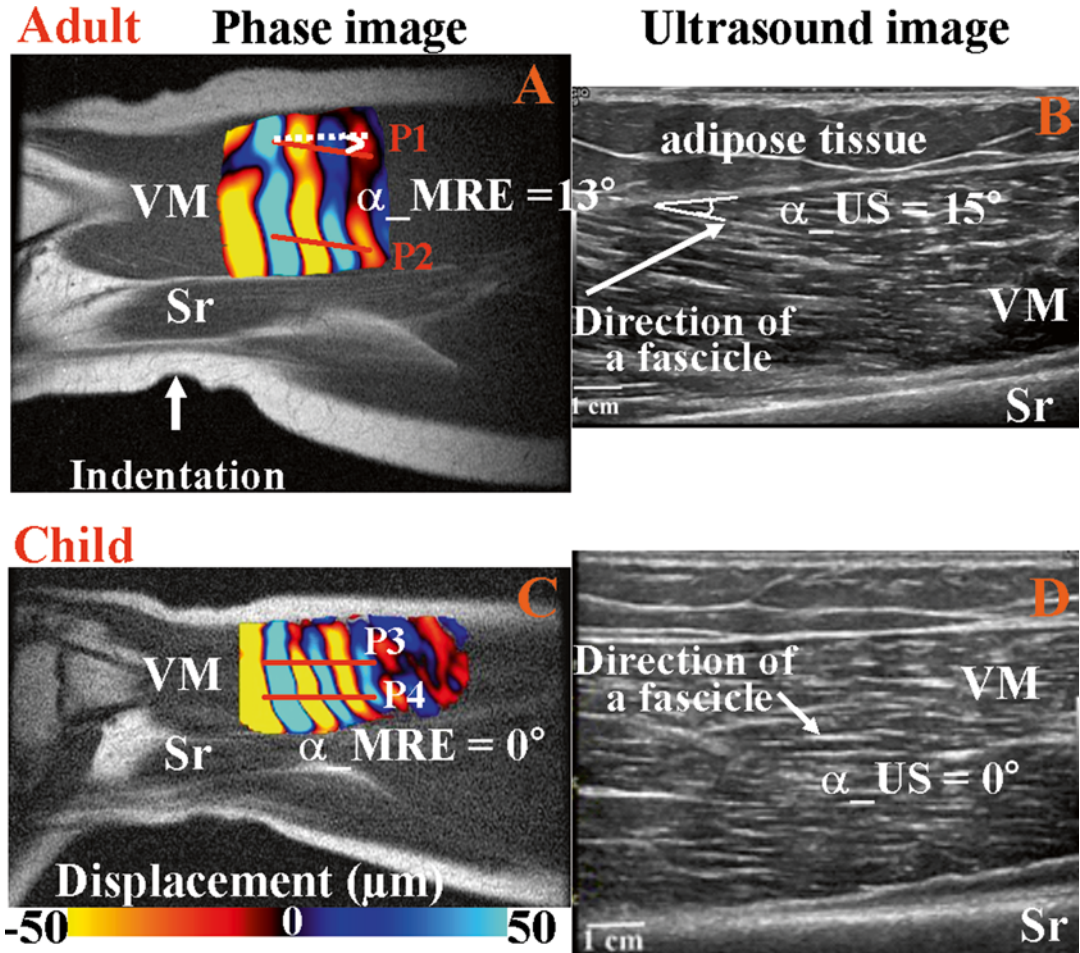 Adult
Phase image
Ultrasound image
A
P1
VM
α_MRE = 13°
P2
Sr
Indentation
B
adipose tissue
α_US = 15°
Direction of
a fascicle
VM
1 cm
Sr
Child
C
P3
VM
P4
Sr
α_MRE = 0°
Displacement (µm)
-50
0
50
D
Direction of
a fascicle
VM
α_US = 0°
1 cm
Sr